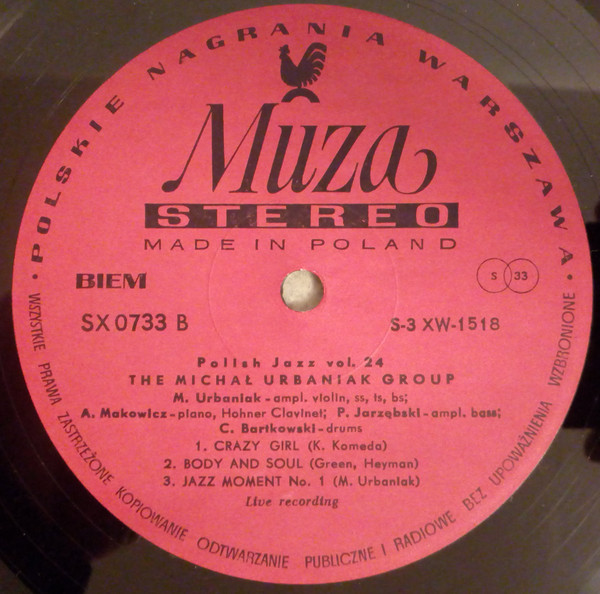 POLSKIE NAGRANIA WARSZAWA
Muza
STEREO
MADE IN POLAND
BIEM
S 33
SX 0733 B
S-3 XW-1518
Polish Jazz vol. 24
THE MICHAŁ URBANIAK GROUP
M. Urbaniak - ampl. violin, ss, ts, bs;
A. Makowicz - piano, Hohner Clavinet; P. Jarzębski - ampl. bass;
C. Bartkowski - drums
1. CRAZY GIRL (K. Komeda)
2. BODY AND SOUL (Green, Heyman)
3. JAZZ MOMENT No. 1 (M. Urbaniak)
Live recording
WSZYSTKIE PRAWA ZASTRZEŻONE KOPIOWANIE ODTWARZANIE PUBLICZNE I RADIOWE BEZ UPOWAŻNIENIA WZBRONIONE